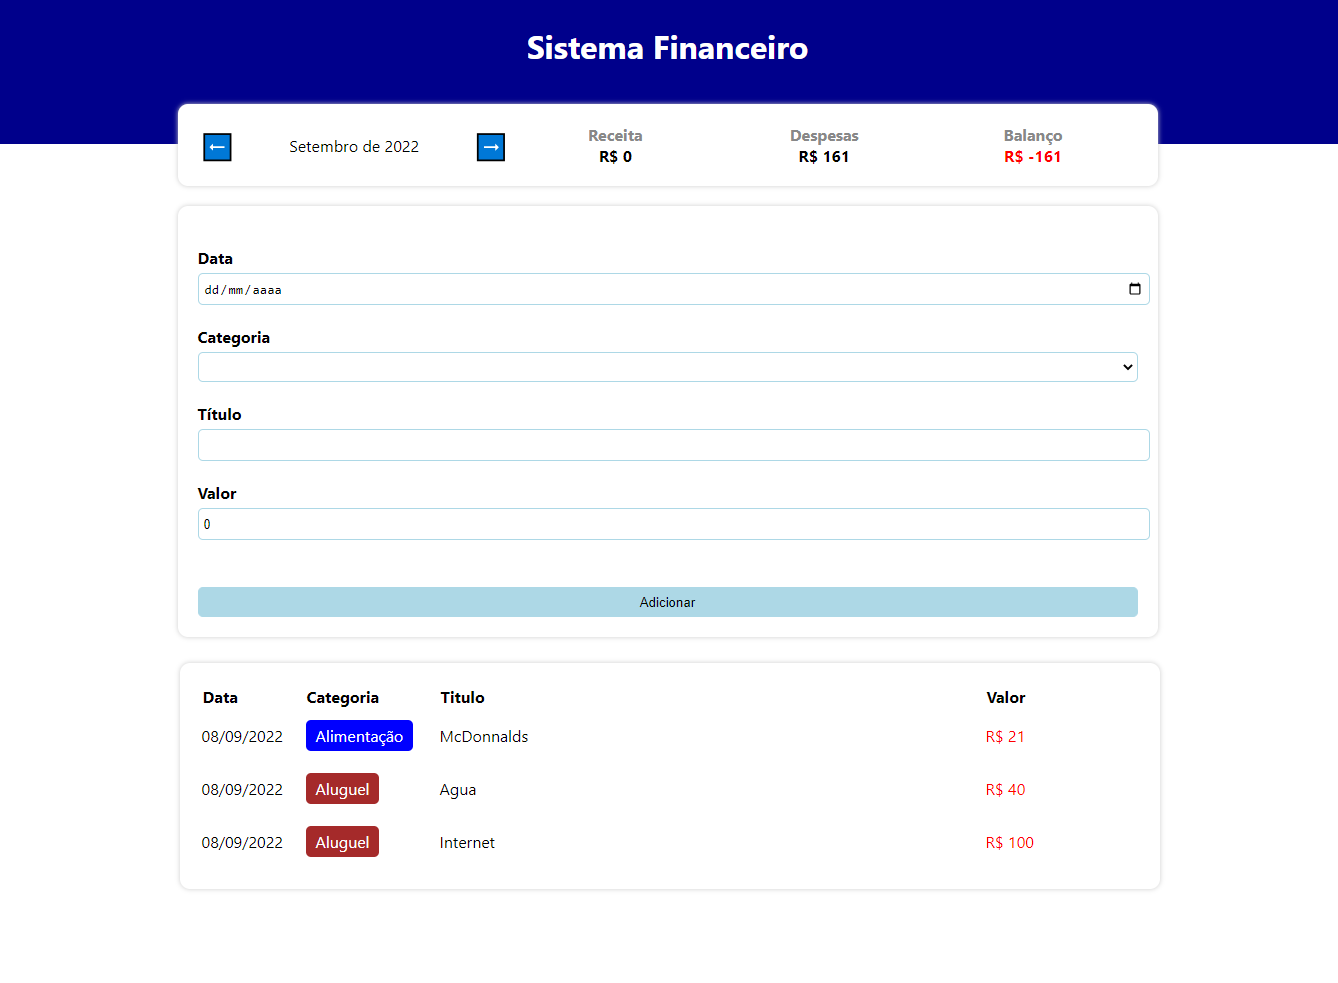 Sistema Financeiro
← Setembro de 2022 →
Receita Despesas Balanço
R$ 0 R$ 161 R$ -161
Data
dd/mm/aaaa
Categoria
Título
Valor
0
Adicionar
Data Categoria Titulo Valor
08/09/2022 Alimentação McDonnalds R$ 21
08/09/2022 Aluguel Agua R$ 40
08/09/2022 Aluguel Internet R$ 100